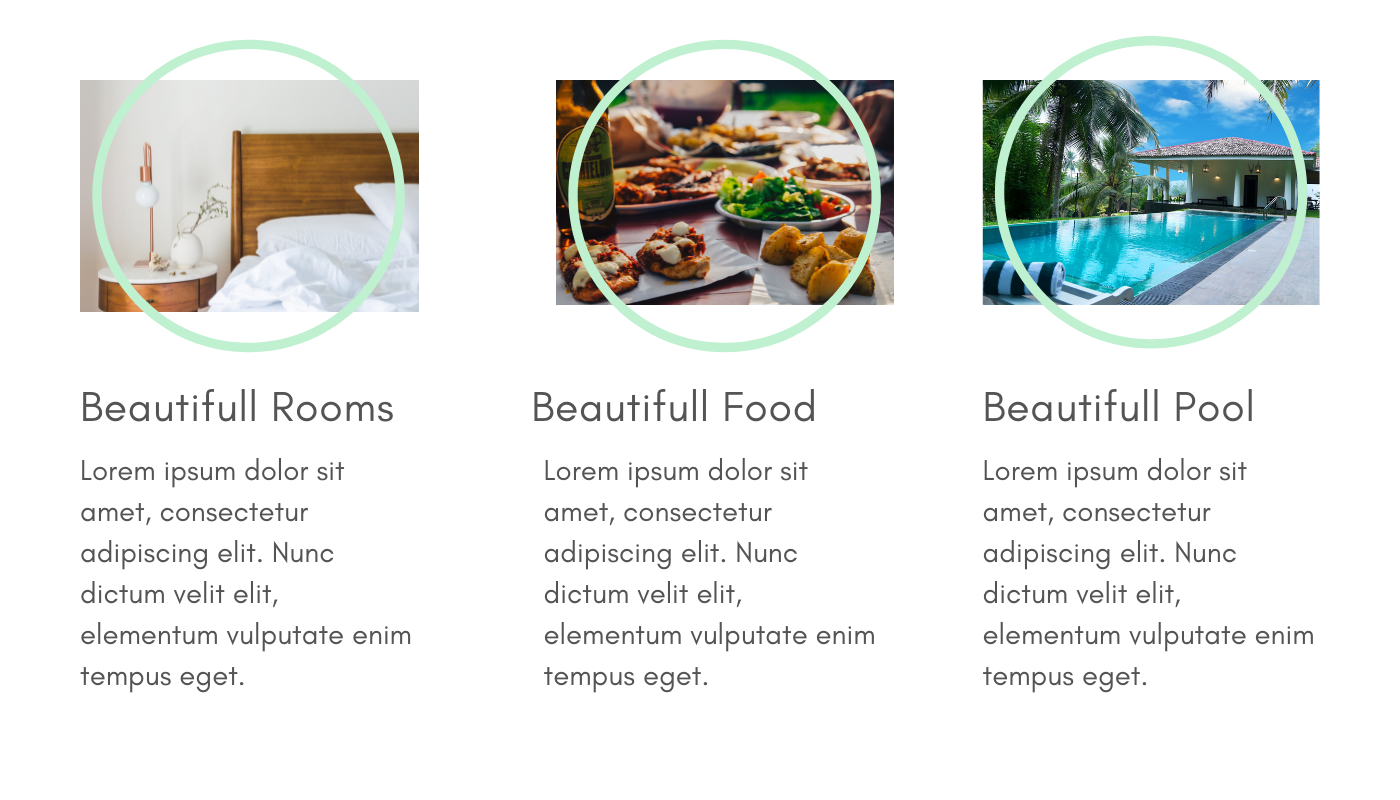 Beautifull Rooms
Lorem ipsum dolor sit
amet, consectetur
adipiscing elit. Nunc
dictum velit elit,
elementum vulputate enim
tempus eget.
Beautifull Food
Lorem ipsum dolor sit
amet, consectetur
adipiscing elit. Nunc
dictum velit elit,
elementum vulputate enim
tempus eget.
Beautifull Pool
Lorem ipsum dolor sit
amet, consectetur
adipiscing elit. Nunc
dictum velit elit,
elementum vulputate enim
tempus eget.